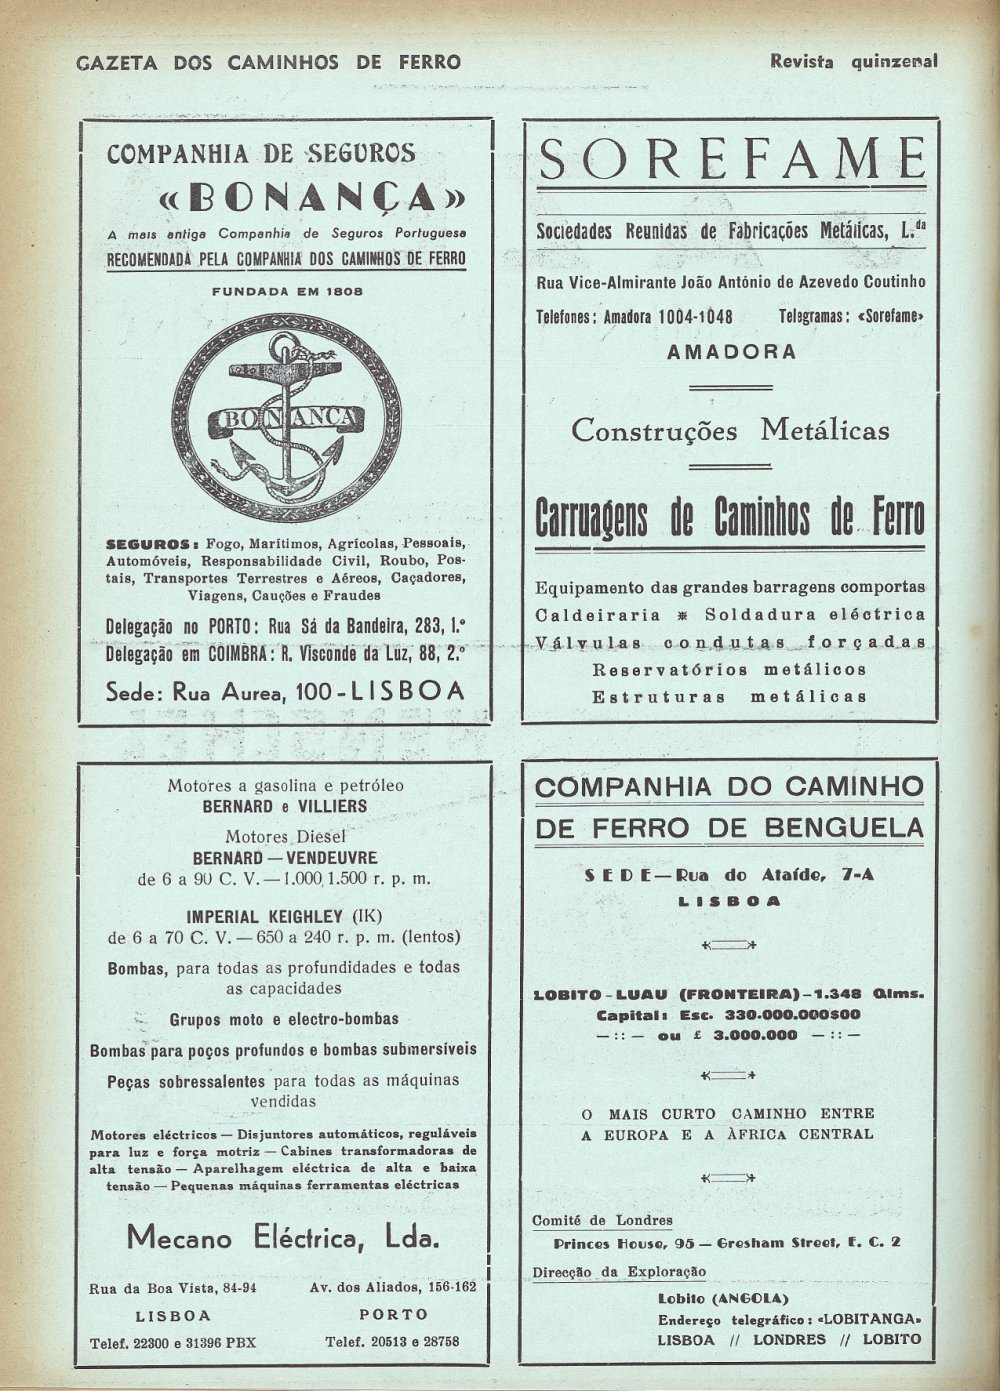 GAZETA DOS CAMINHOS DE FERRO
Revista quinzenal
COMPANHIA DE SEGUROS
«BONANÇA»
A mais antiga Companhia de Seguros Portuguesa
RECOMENDADA PELA COMPANHIA DOS CAMINHOS DE FERRO
FUNDADA EM 1808
BONANÇA
SEGUROS: Fogo, Marítimos, Agrícolas, Pessoais,
Automóveis, Responsabilidade Civil, Roubo, Pos-
tais, Transportes Terrestres e Aéreos, Caçadores,
Viagens, Cauções e Fraudes
Delegação no PORTO: Rua Sá da Bandeira, 283, 1.º
Delegação em COIMBRA: R. Visconde da Luz, 88, 2.º
Sede: Rua Aurea, 100-LISBOA
SOREFAME
Sociedades Reunidas de Fabricações Metálicas, L.da
Rua Vice-Almirante João António de Azevedo Coutinho
Telefones: Amadora 1004-1048 Telegramas: «Sorefame»
AMADORA
Construções Metálicas
Carruagens de Caminhos de Ferro
Equipamento das grandes barragens comportas
Caldeiraria * Soldadura eléctrica
Válvulas condutas forçadas
Reservatórios metálicos
Estruturas metálicas
Motores a gasolina e petróleo
BERNARD e VILLIERS
Motores Diesel
BERNARD — VENDEUVRE
de 6 a 90 C. V. — 1.000, 1.500 r. p. m.
IMPERIAL KEIGHLEY (IK)
de 6 a 70 C. V. — 650 a 240 r. p. m. (lentos)
Bombas, para todas as profundidades e todas
as capacidades
Grupos moto e electro-bombas
Bombas para poços profundos e bombas submersíveis
Peças sobressalentes para todas as máquinas
vendidas
Motores eléctricos — Disjuntores automáticos, reguláveis
para luz e força motriz — Cabines transformadoras de
alta tensão — Aparelhagem eléctrica de alta e baixa
tensão — Pequenas máquinas ferramentas eléctricas
Mecano Eléctrica, Lda.
Rua da Boa Vista, 84-94
LISBOA
Telef. 22300 e 31396 PBX
Av. dos Aliados, 156-162
PORTO
Telef. 20513 e 28758
COMPANHIA DO CAMINHO
DE FERRO DE BENGUELA
SEDE—Rua do Ataíde, 7-A
LISBOA
LOBITO-LUAU (FRONTEIRA)-1.348 Qlms.
Capital: Esc. 330.000.000$00
— :: — ou £ 3.000.000 — :: —
O MAIS CURTO CAMINHO ENTRE
A EUROPA E A ÀFRICA CENTRAL
Comité de Londres
Princes House, 95 — Gresham Street, E. C. 2
Direcção da Exploração
Lobito (ANGOLA)
Endereço telegráfico: «LOBITANGA»
LISBOA // LONDRES // LOBITO